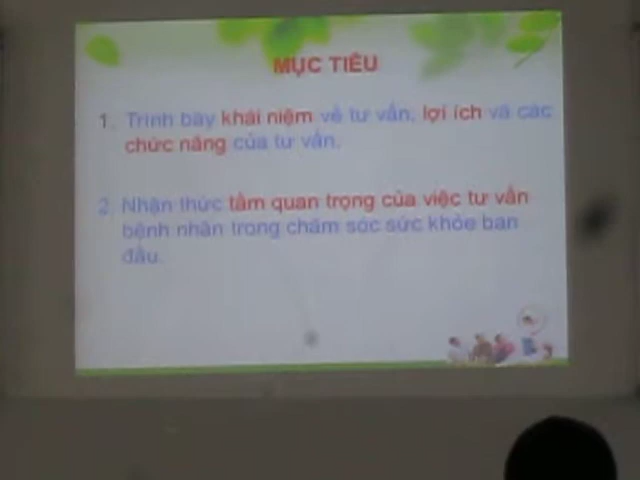 MỤC TIÊU
1. Trình bày khái niệm về tư vấn, lợi ích và các
chức năng của tư vấn.
2. Nhận thức tầm quan trọng của việc tư vấn
bệnh nhân trong chăm sóc sức khỏe ban
đầu.